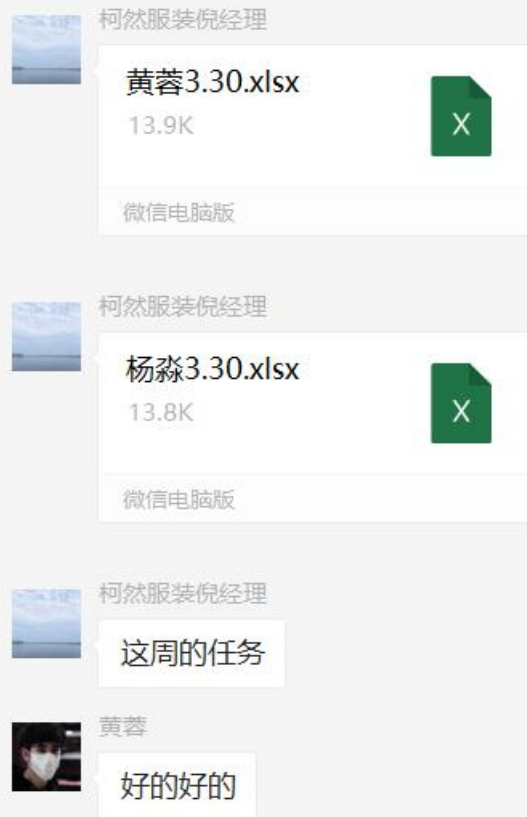 柯然服装倪经理
黄蓉3.30.xlsx
13.9K
X
微信电脑版
柯然服装倪经理
杨淼3.30.xlsx
13.8K
X
微信电脑版
柯然服装倪经理
这周的任务
黄蓉
好的好的